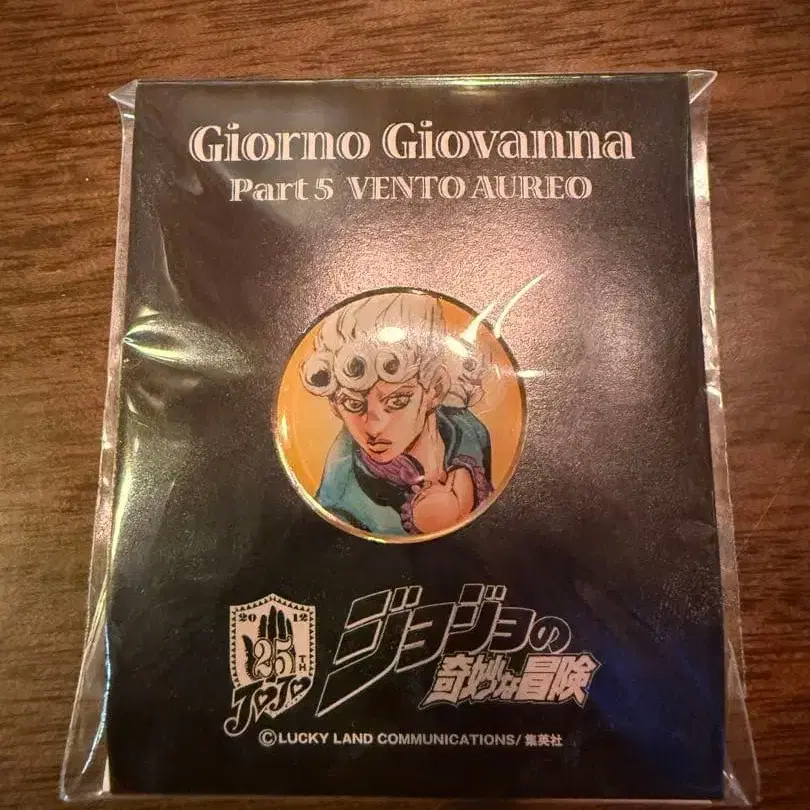 Giorno Giovanna
Part 5 VENTO AUREO
2012
25TH
JOJO
ジョジョの
奇妙な冒険
©LUCKY LAND COMMUNICATIONS/集英社